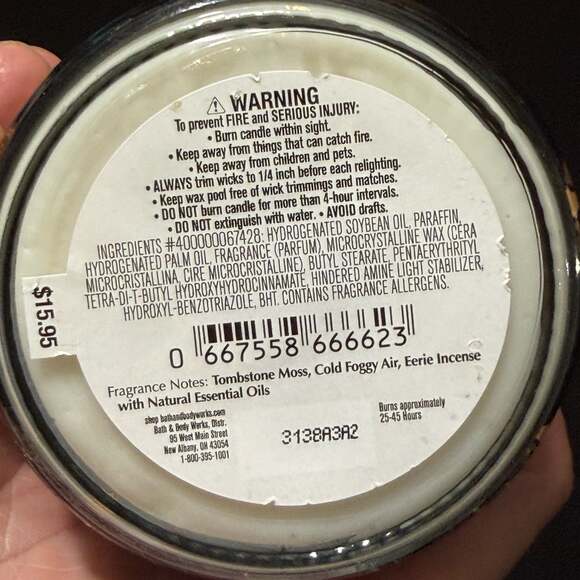 ⚠ WARNING
To prevent FIRE and SERIOUS INJURY:
• Burn candle within sight.
• Keep away from things that can catch fire.
• Keep away from children and pets.
• ALWAYS trim wicks to 1/4 inch before each relighting.
• Keep wax pool free of wick trimmings and matches.
• DO NOT burn candle for more than 4-hour intervals.
• DO NOT extinguish with water. • AVOID drafts.
INGREDIENTS #400000067428: HYDROGENATED SOYBEAN OIL, PARAFFIN,
HYDROGENATED PALM OIL, FRAGRANCE (PARFUM), MICROCRYSTALLINE WAX (CERA
MICROCRISTALLINA, CIRE MICROCRISTALLINE), BUTYL STEARATE, PENTAERYTHRITYL
TETRA-DI-T-BUTYL HYDROXYHYDROCINNAMATE, HINDERED AMINE LIGHT STABILIZER,
HYDROXYL-BENZOTRIAZOLE, BHT. CONTAINS FRAGRANCE ALLERGENS.
$15.95
0 667558 666623
Fragrance Notes: Tombstone Moss, Cold Foggy Air, Eerie Incense
with Natural Essential Oils
shop bathandbodyworks.com
Bath & Body Works, Distr.
95 West Main Street
New Albany, OH 43054
1-800-395-1001
3138A3A2
Burns approximately
25-45 Hours